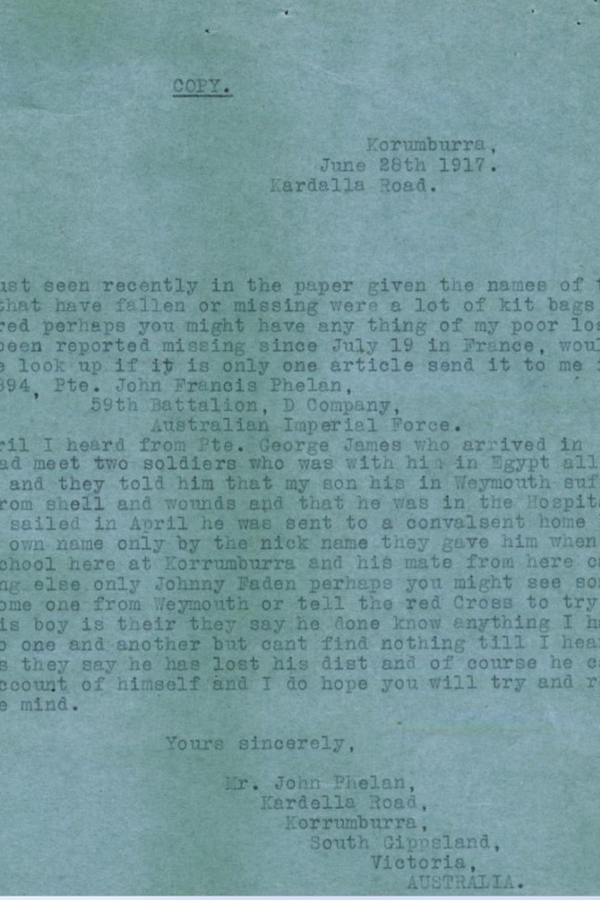 COPY.
Korumburra,
June 28th 1917.
Kardalla Road.
ust seen recently in the paper given the names of t
that have fallen or missing were a lot of kit bags
red perhaps you might have any thing of my poor los
been reported missing since July 19 in France, woul
e look up if it is only one article send it to me i
894, Pte. John Francis Phelan,
59th Battalion, D Company,
Australian Imperial Force.
ril I heard from Pte. George James who arrived in
ad meet two soldiers who was with him in Egypt all
and they told him that my son his in Weymouth suf
rom shell and wounds and that he was in the Hospita
sailed in April he was sent to a convalsent home
own name only by the nick name they gave him when
chool here at Korrumburra and his mate from here ca
ng else only Johnny Faden perhaps you might see som
ome one from Weymouth or tell the red Cross to try
is boy is their they say he done know anything I ha
o one and another but cant find nothing till I hear
s they say he has lost his dist and of course he ca
ccount of himself and I do hope you will try and re
e mind.
Yours sincerely,
Mr. John Phelan,
Kardella Road,
Korrumburra,
South Gippsland,
Victoria,
AUSTRALIA.